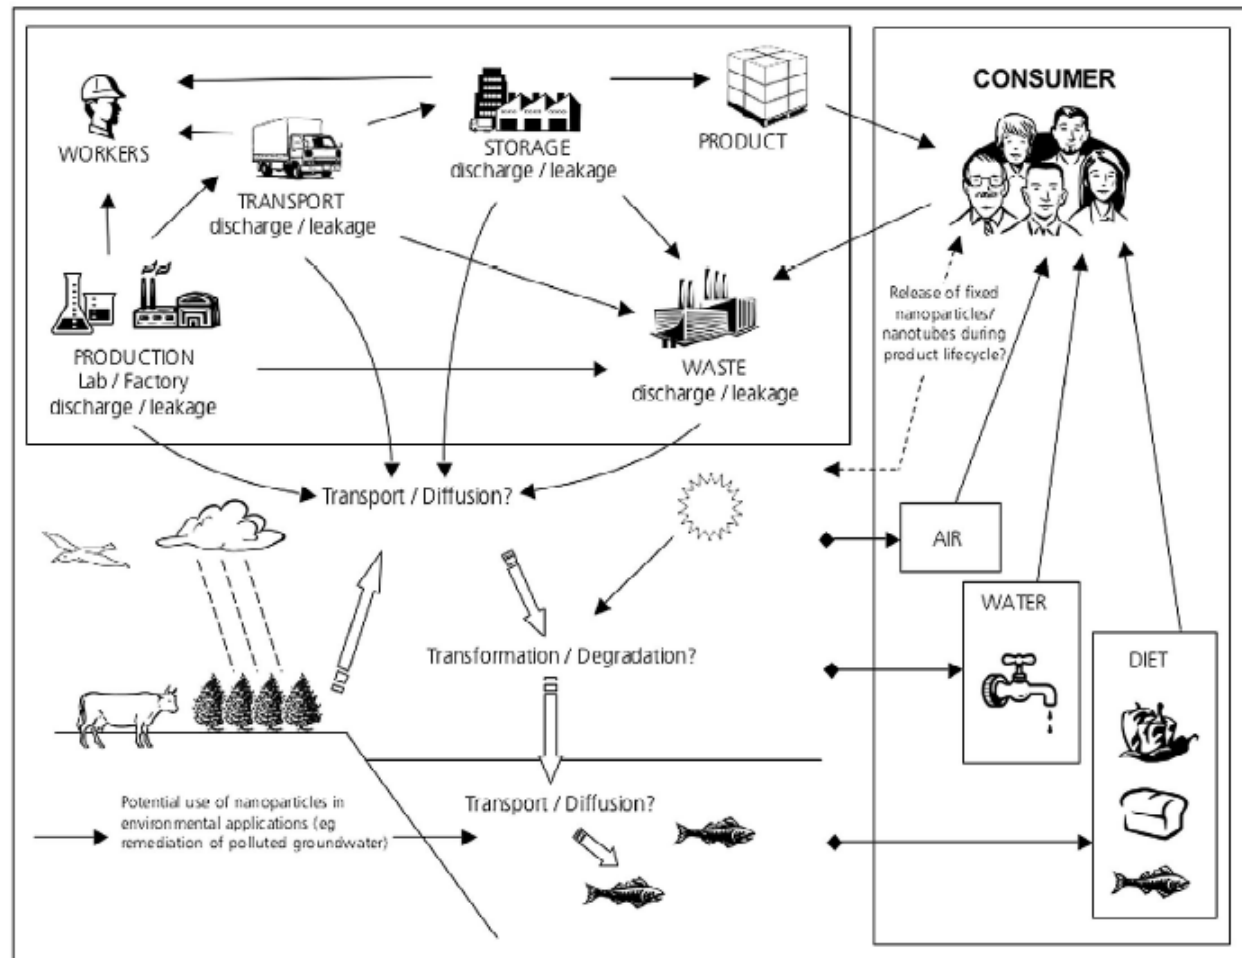 CONSUMER
WORKERS
STORAGE
discharge / leakage
PRODUCT
TRANSPORT
discharge / leakage
PRODUCTION
Lab / Factory
discharge / leakage
WASTE
discharge / leakage
Release of fixed
nanoparticles/
nanotubes during
product lifecycle?
Transport / Diffusion?
AIR
WATER
Transformation / Degradation?
DIET
Potential use of nanoparticles in
environmental applications (eg
remediation of polluted groundwater)
Transport / Diffusion?